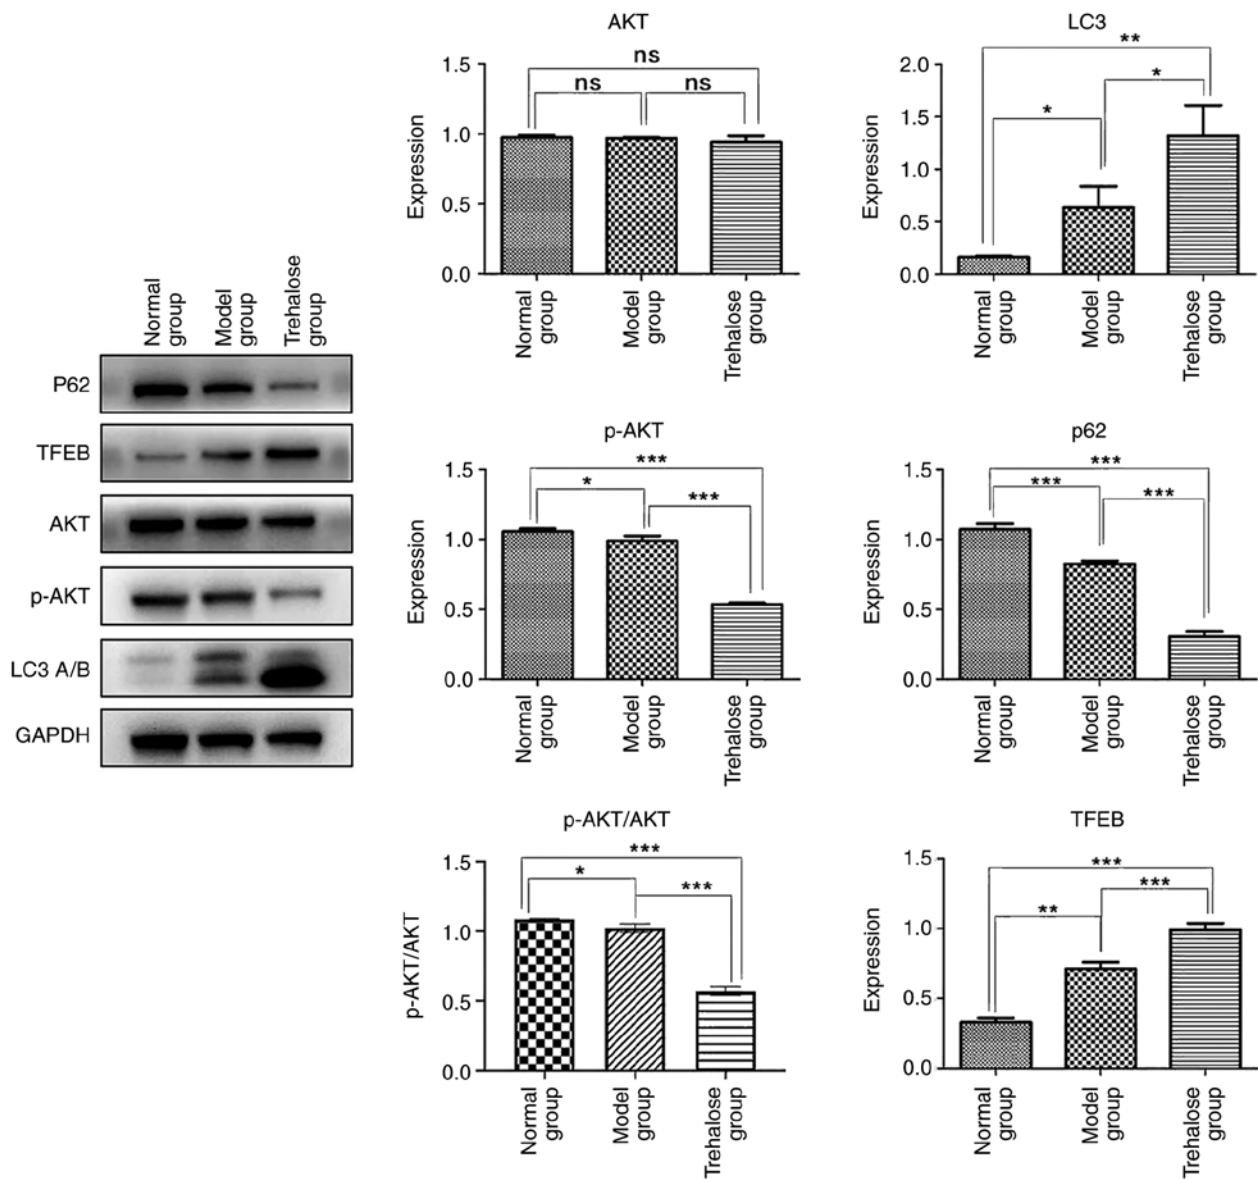 Normal
group
Model
group
Trehalose
group
P62
TFEB
AKT
p-AKT
LC3 A/B
GAPDH
AKT
Expression
1.5
1.0
0.5
0.0
ns
ns
ns
Normal
group
Model
group
Trehalose
group
LC3
Expression
2.0
1.5
1.0
0.5
0.0
**
*
*
Normal
group
Model
group
Trehalose
group
p-AKT
Expression
1.5
1.0
0.5
0.0
***
*
***
Normal
group
Model
group
Trehalose
group
p62
Expression
1.5
1.0
0.5
0.0
***
***
***
Normal
group
Model
group
Trehalose
group
p-AKT/AKT
p-AKT/AKT
1.5
1.0
0.5
0.0
***
*
***
Normal
group
Model
group
Trehalose
group
TFEB
Expression
1.5
1.0
0.5
0.0
***
***
**
Normal
group
Model
group
Trehalose
group